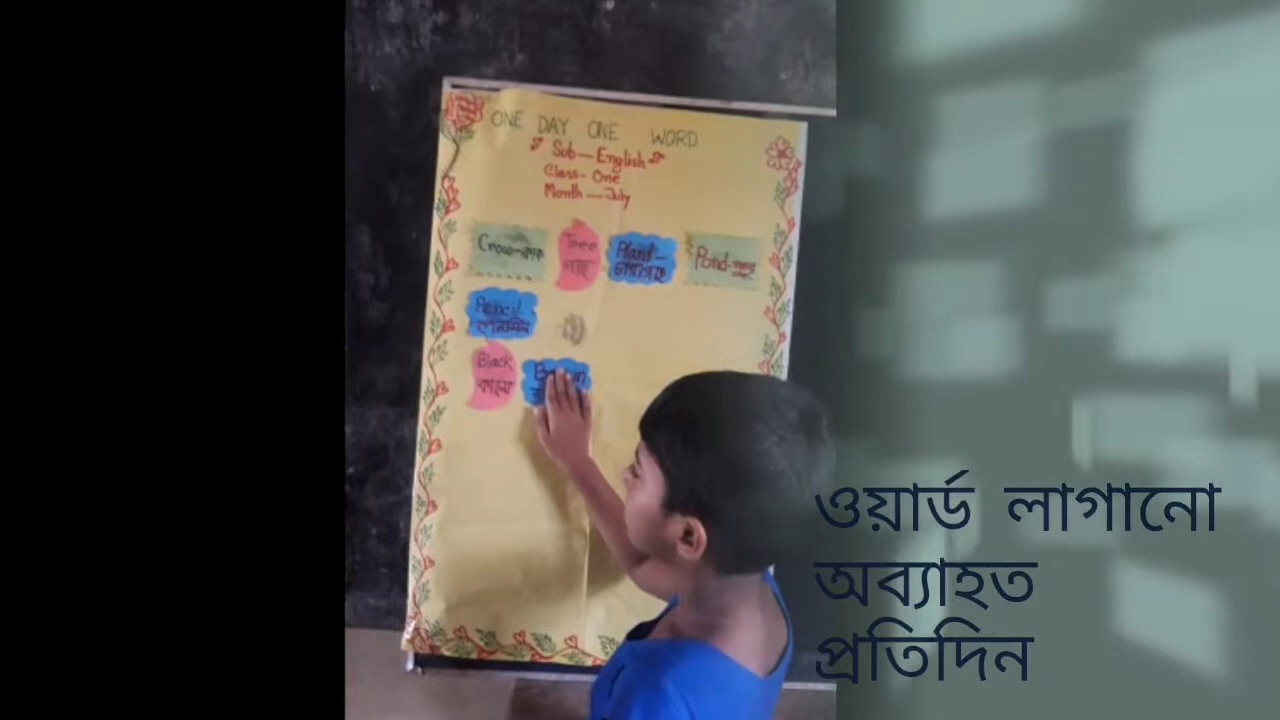 ONE DAY ONE WORD
Sub—English
Class- One
Month —July
Crow-কাক
Tree
গাছ
Plant-
চারাগাছ
Pond-পুকুর
Pencil-
Black
কালো
ওয়ার্ড লাগানো
অব্যাহত
প্রতিদিন